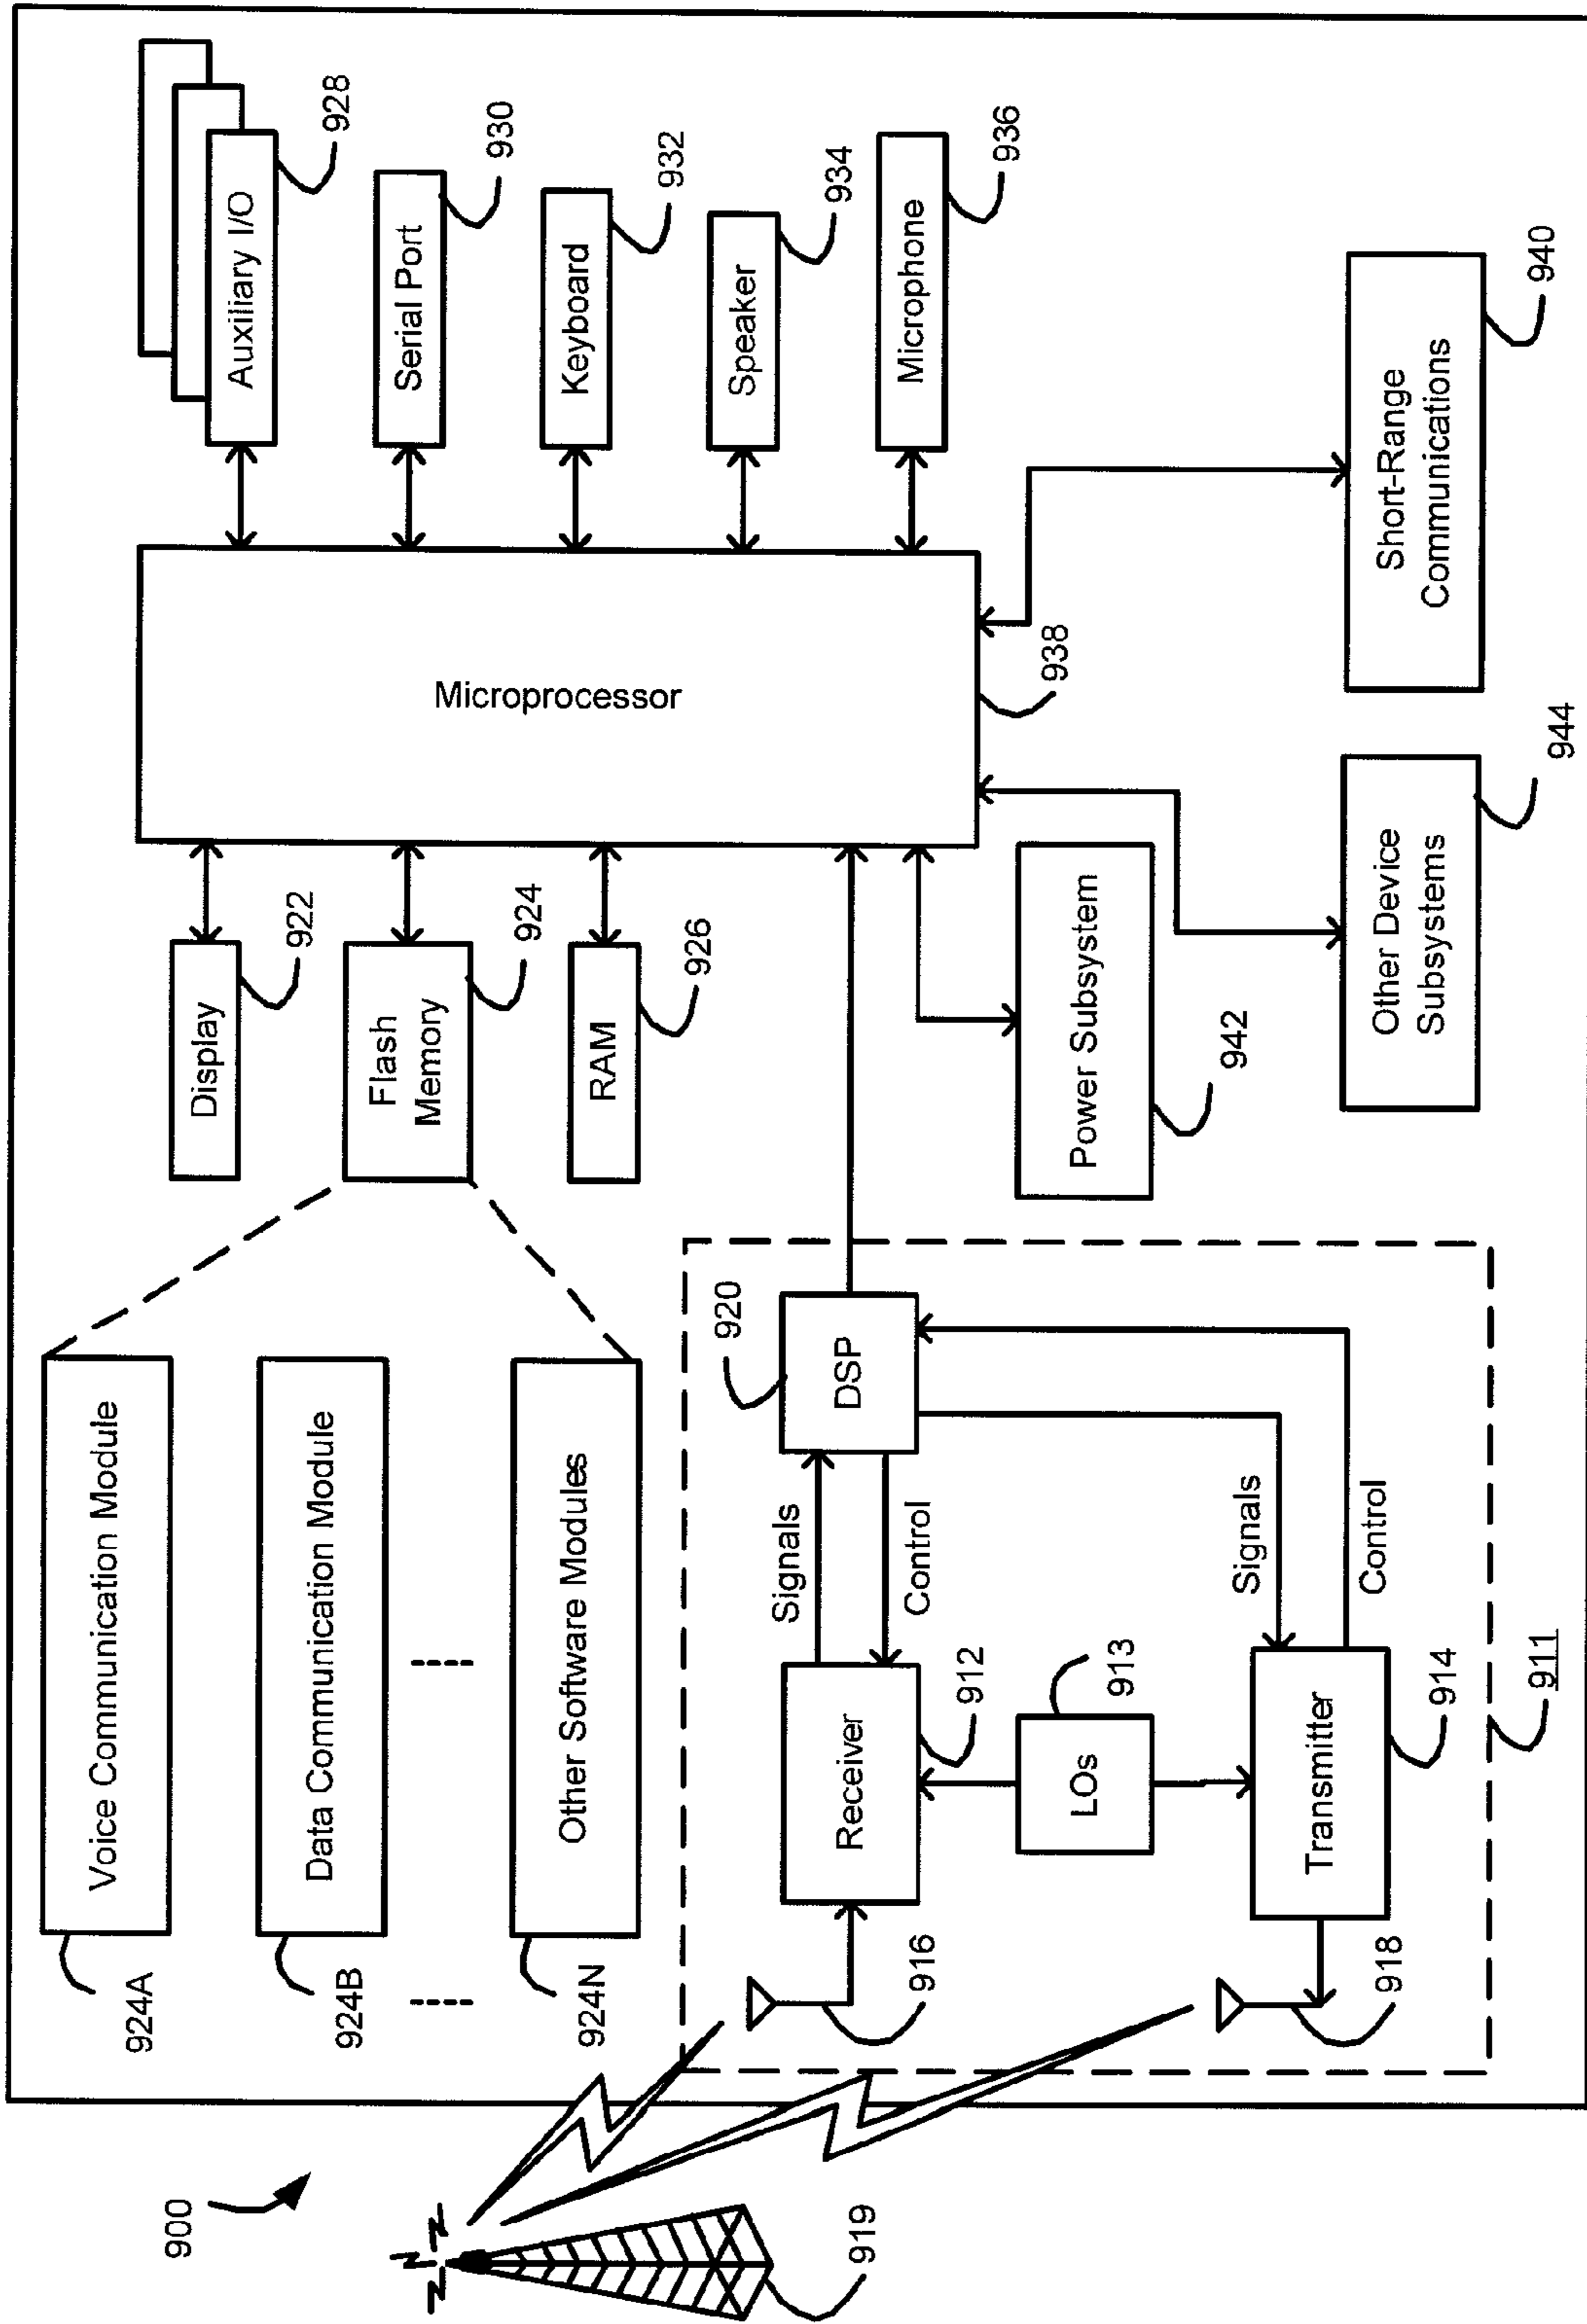 900
919
924A
Voice Communication Module
924B
Data Communication Module
924N
Other Software Modules
Display
922
Flash
Memory
924
RAM
926
Microprocessor
938
Auxiliary I/O
928
Serial Port
930
Keyboard
932
Speaker
934
Microphone
936
916
Receiver
912
Signals
Control
DSP
920
LOs
913
918
Transmitter
914
Signals
Control
911
Power Subsystem
942
Other Device
Subsystems
944
Short-Range
Communications
940